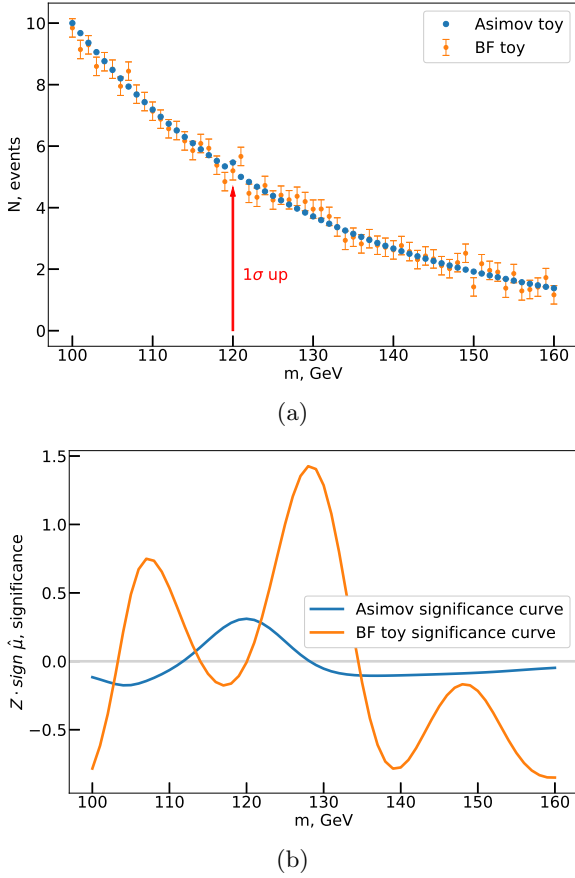 Asimov toy
BF toy
N, events
10
8
6
4
2
0
1σ up
100 110 120 130 140 150 160
m, GeV
(a)
Z · sign μ̂, significance
1.5
1.0
0.5
0.0
−0.5
Asimov significance curve
BF toy significance curve
100 110 120 130 140 150 160
m, GeV
(b)